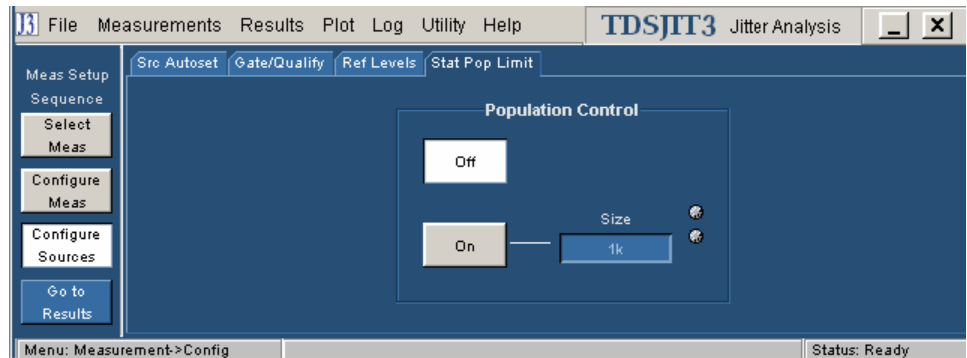 J3 File Measurements Results Plot Log Utility Help TDSJIT3 Jitter Analysis
Src Autoset Gate/Qualify Ref Levels Stat Pop Limit
Meas Setup
Sequence
Select
Meas
Configure
Meas
Configure
Sources
Go to
Results
Population Control
Off
On
Size
1k
Menu: Measurement->Config Status: Ready